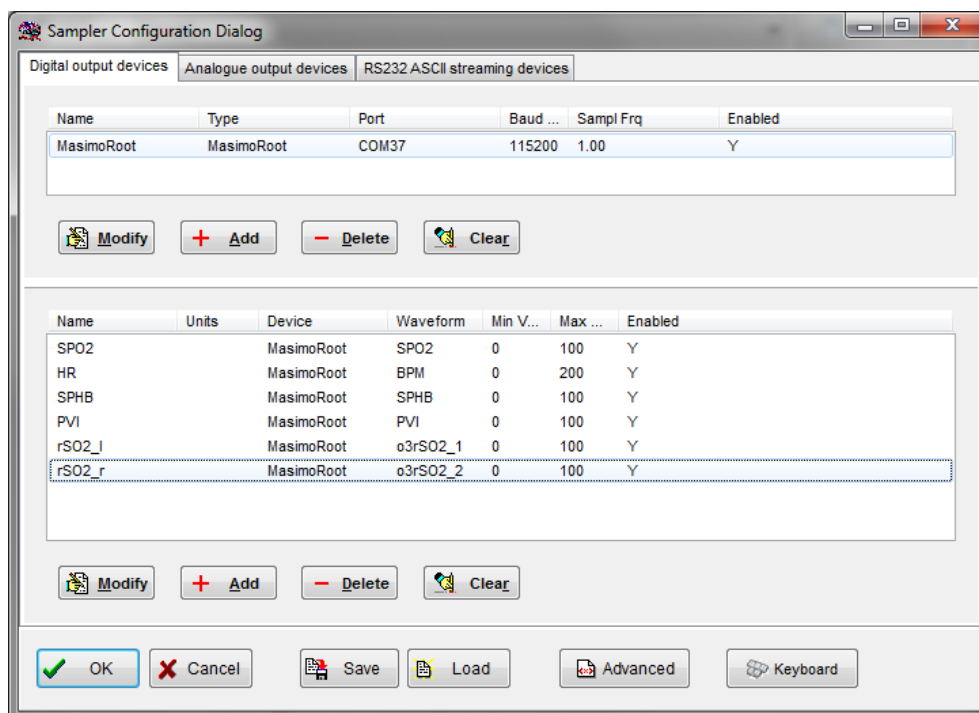 Sampler Configuration Dialog
Digital output devices Analogue output devices RS232 ASCII streaming devices
Name Type Port Baud ... Sampl Frq Enabled
MasimoRoot MasimoRoot COM37 115200 1.00 Y
Modify Add Delete Clear
Name Units Device Waveform Min V... Max ... Enabled
SPO2 MasimoRoot SPO2 0 100 Y
HR MasimoRoot BPM 0 200 Y
SPHB MasimoRoot SPHB 0 100 Y
PVI MasimoRoot PVI 0 100 Y
rSO2_l MasimoRoot o3rSO2_1 0 100 Y
rSO2_r MasimoRoot o3rSO2_2 0 100 Y
Modify Add Delete Clear
OK Cancel Save Load Advanced Keyboard